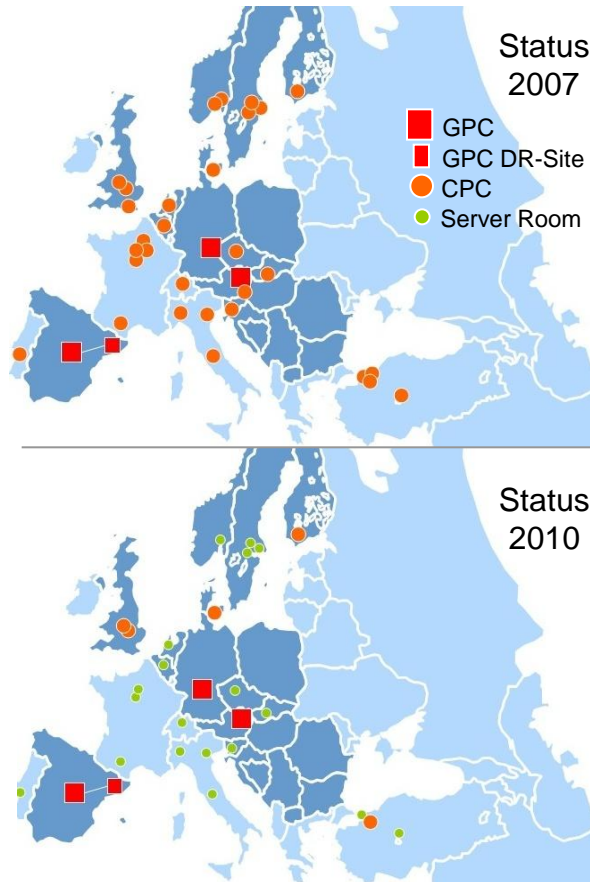 Status
2007
GPC
GPC DR-Site
CPC
Server Room
Status
2010